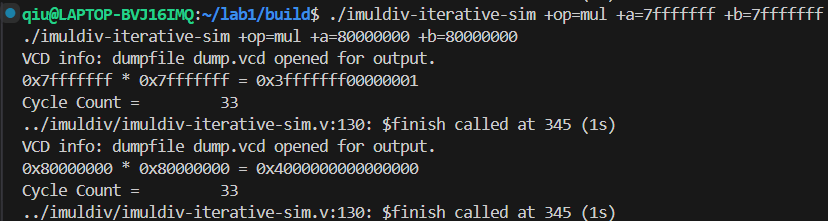 qiu@LAPTOP-BVJ16IMQ:~/lab1/build$ ./imuldiv-iterative-sim +op=mul +a=7fffffff +b=7fffffff
./imuldiv-iterative-sim +op=mul +a=80000000 +b=80000000
VCD info: dumpfile dump.vcd opened for output.
0x7fffffff * 0x7fffffff = 0x3fffffff00000001
Cycle Count =         33
../imuldiv/imuldiv-iterative-sim.v:130: $finish called at 345 (1s)
VCD info: dumpfile dump.vcd opened for output.
0x80000000 * 0x80000000 = 0x4000000000000000
Cycle Count =         33
../imuldiv/imuldiv-iterative-sim.v:130: $finish called at 345 (1s)